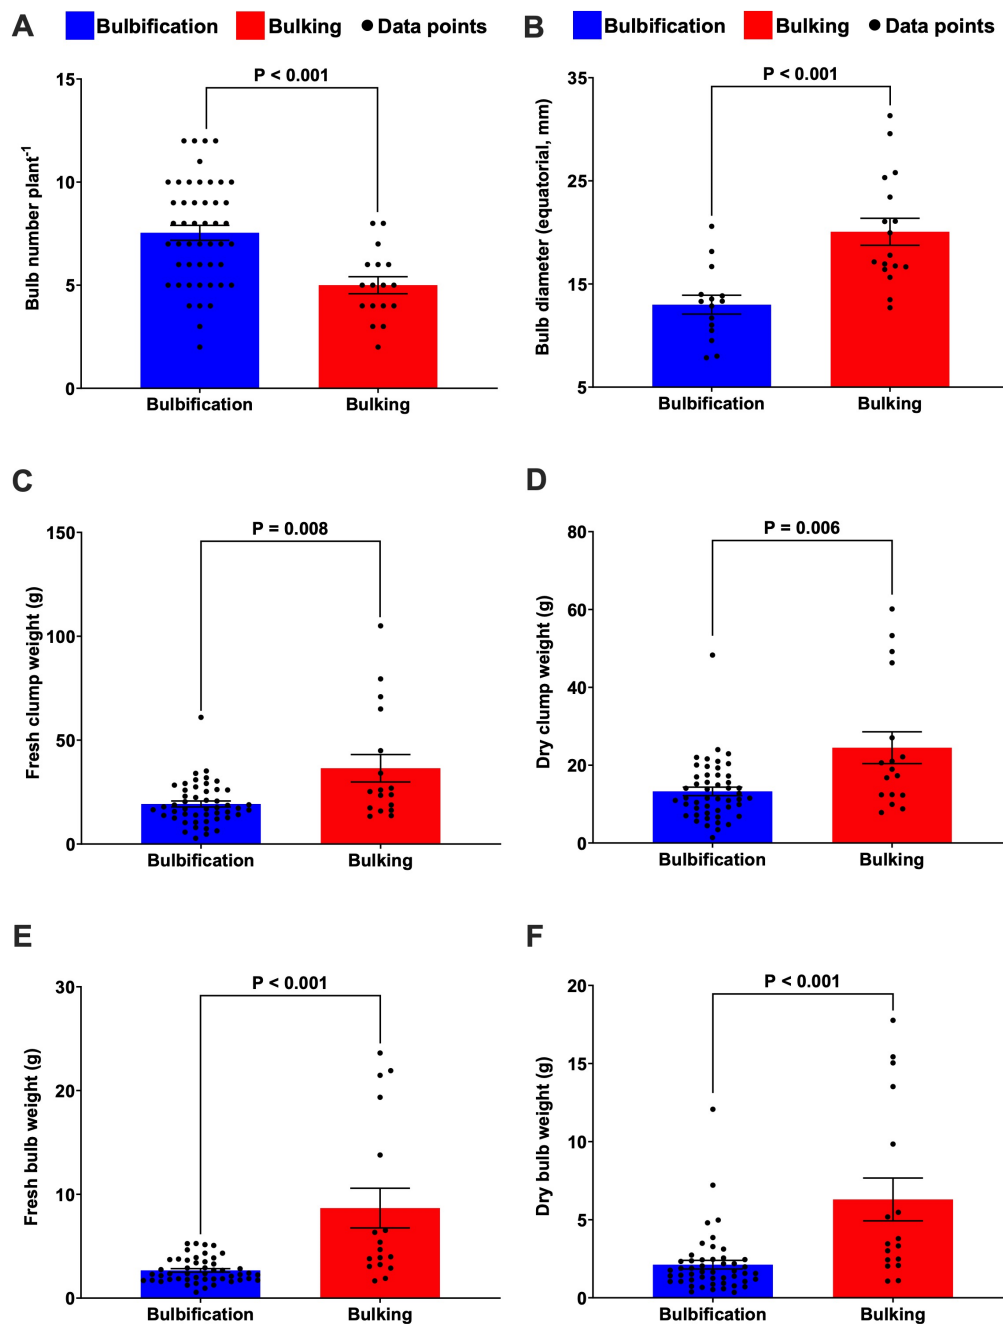 A Bulbification Bulking Data points
B Bulbification Bulking Data points
P < 0.001
15
10
5
0
Bulb number plant-1
Bulbification Bulking
P < 0.001
35
25
15
5
Bulb diameter (equatorial, mm)
Bulbification Bulking
C
P = 0.008
150
100
50
0
Fresh clump weight (g)
Bulbification Bulking
D
P = 0.006
80
60
40
20
0
Dry clump weight (g)
Bulbification Bulking
E
P < 0.001
30
20
10
0
Fresh bulb weight (g)
Bulbification Bulking
F
P < 0.001
20
15
10
5
0
Dry bulb weight (g)
Bulbification Bulking